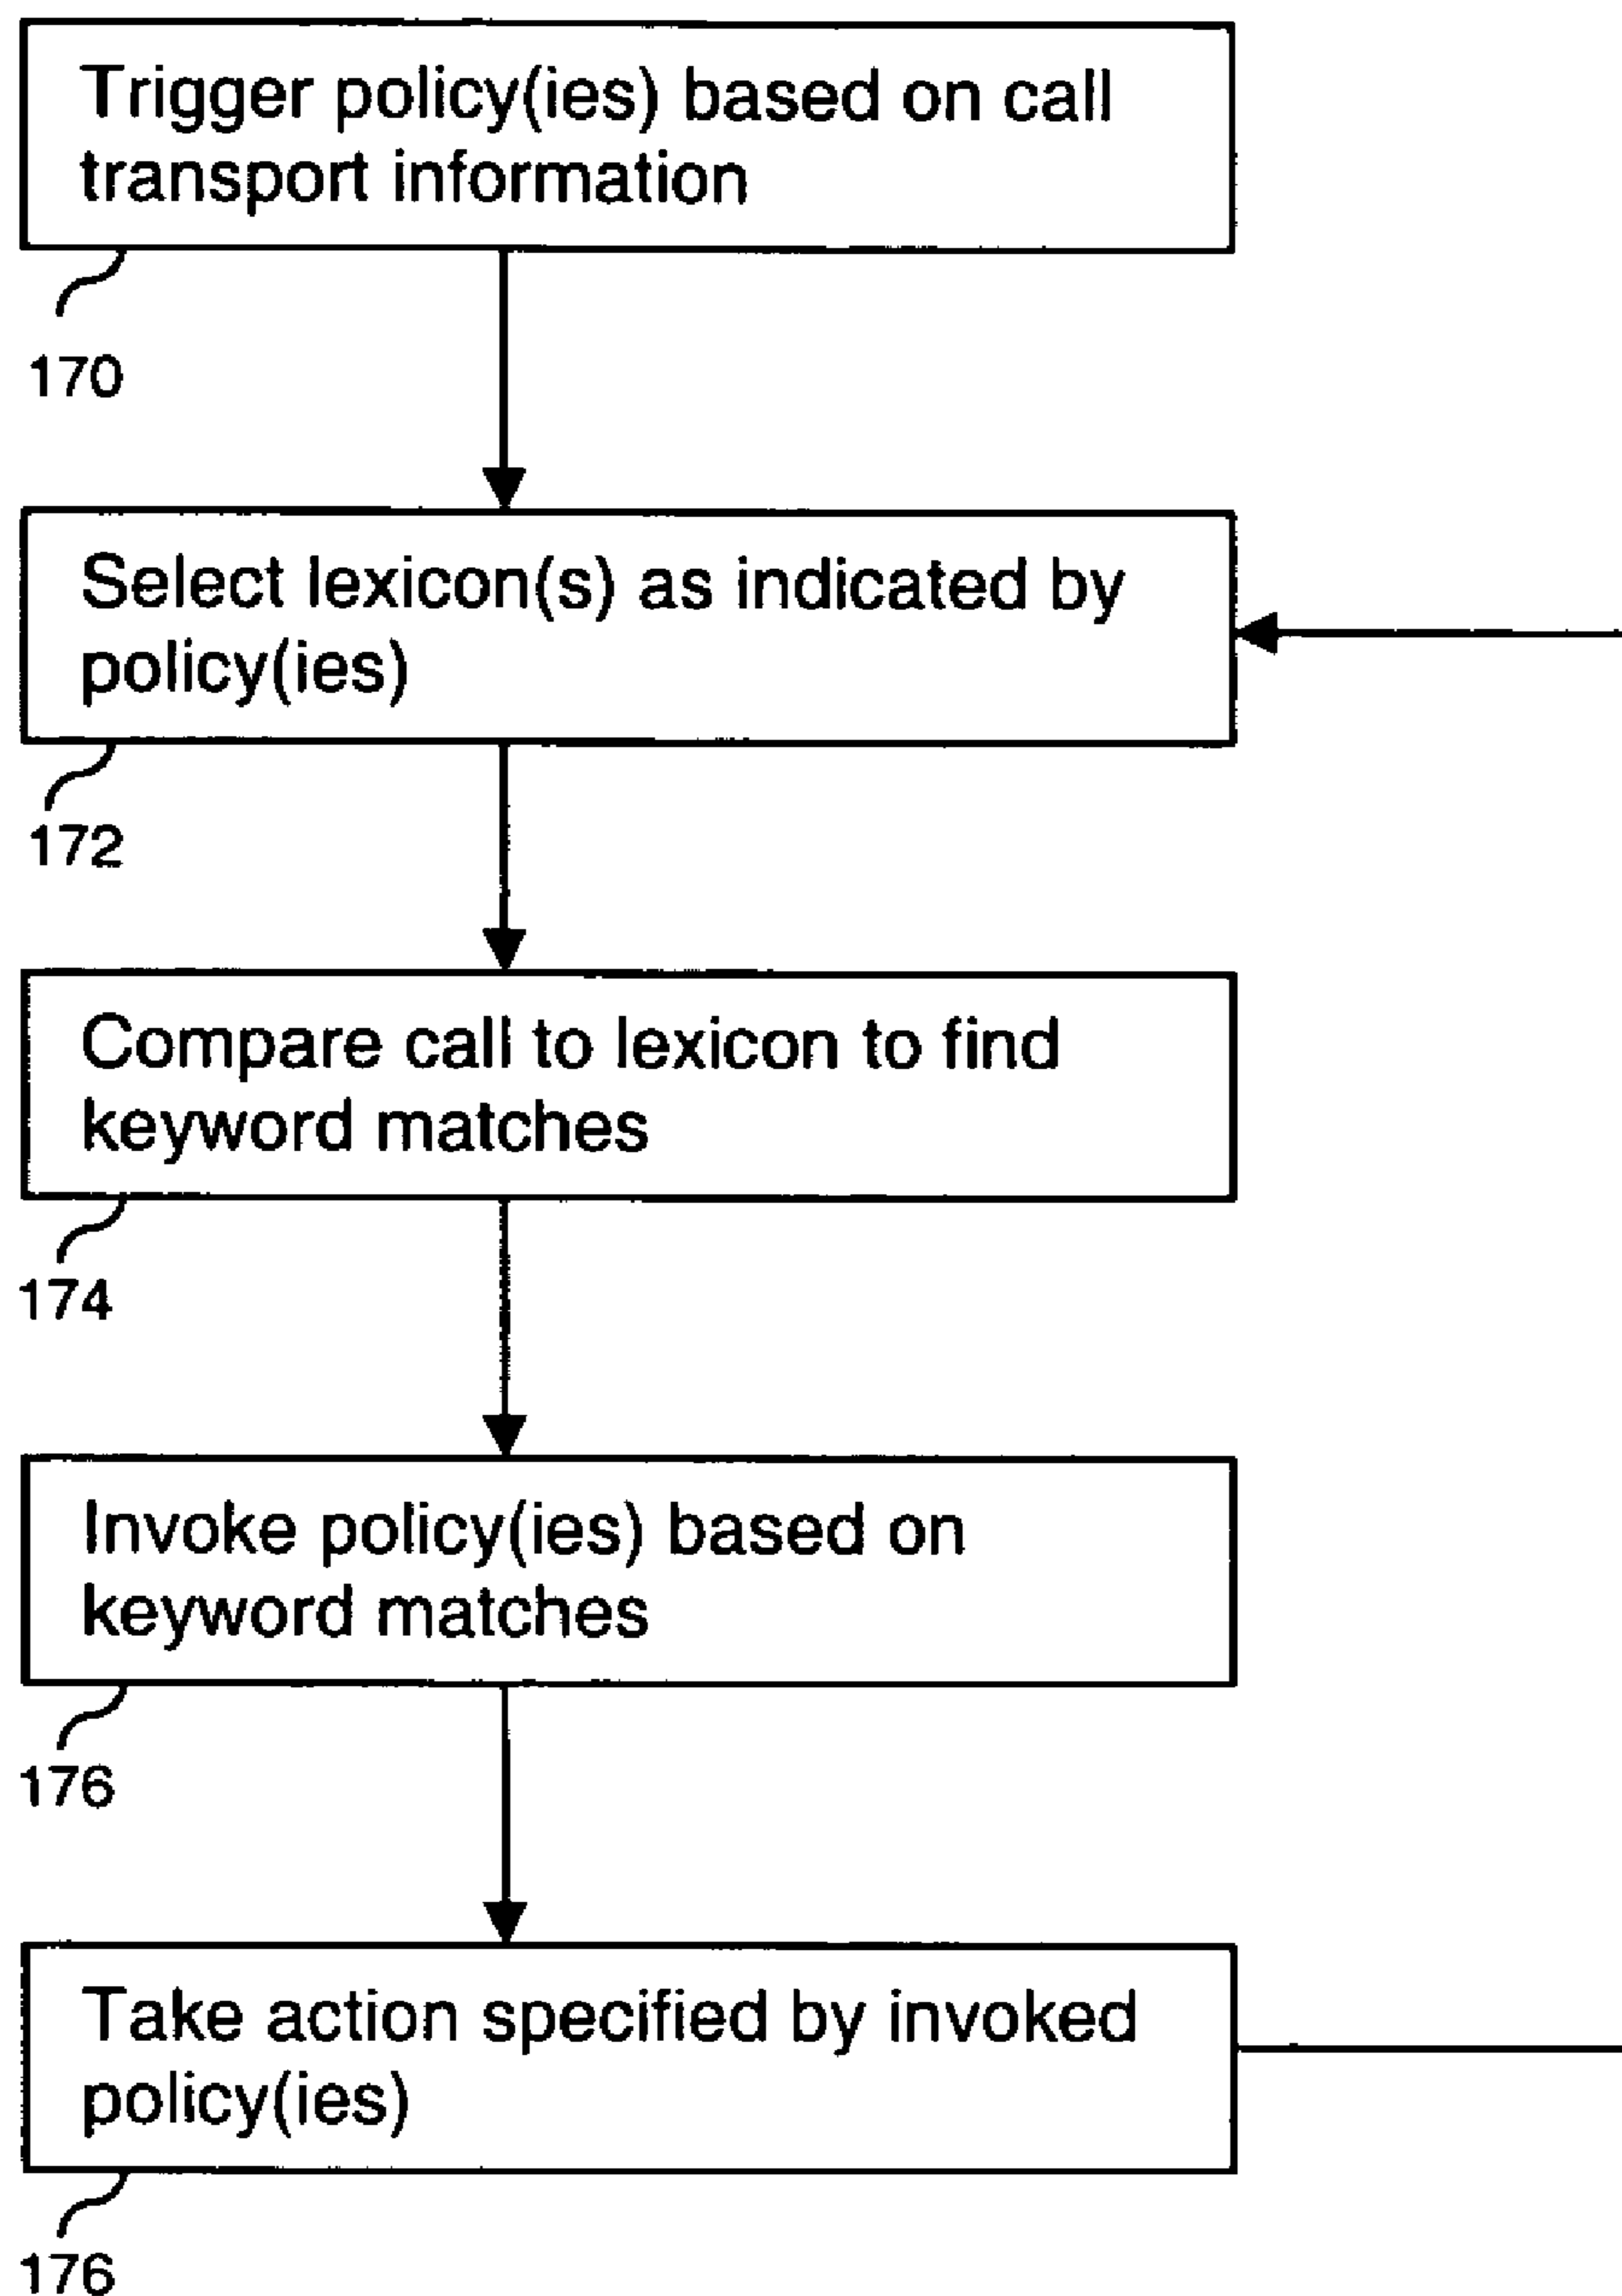 Trigger policy(ies) based on call
transport information
170
Select lexicon(s) as indicated by
policy(ies)
172
Compare call to lexicon to find
keyword matches
174
Invoke policy(ies) based on
keyword matches
176
Take action specified by invoked
policy(ies)
176